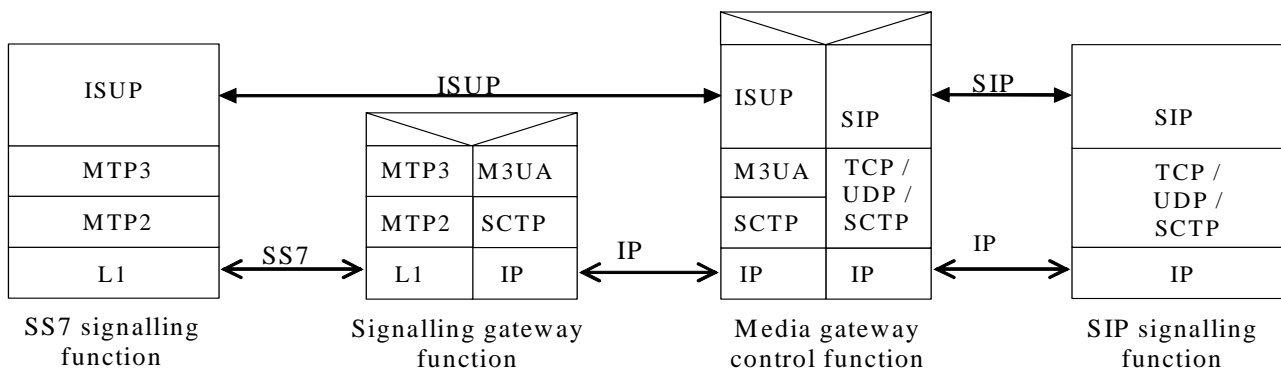 ISUP
MTP3
MTP2
L1
SS7 signalling
function
ISUP
SS7
MTP3
M3UA
MTP2
SCTP
L1
IP
Signalling gateway
function
IP
ISUP
SIP
M3UA
SCTP
TCP /
UDP /
SCTP
IP
IP
Media gateway
control function
SIP
IP
SIP
TCP /
UDP /
SCTP
IP
SIP signalling
function